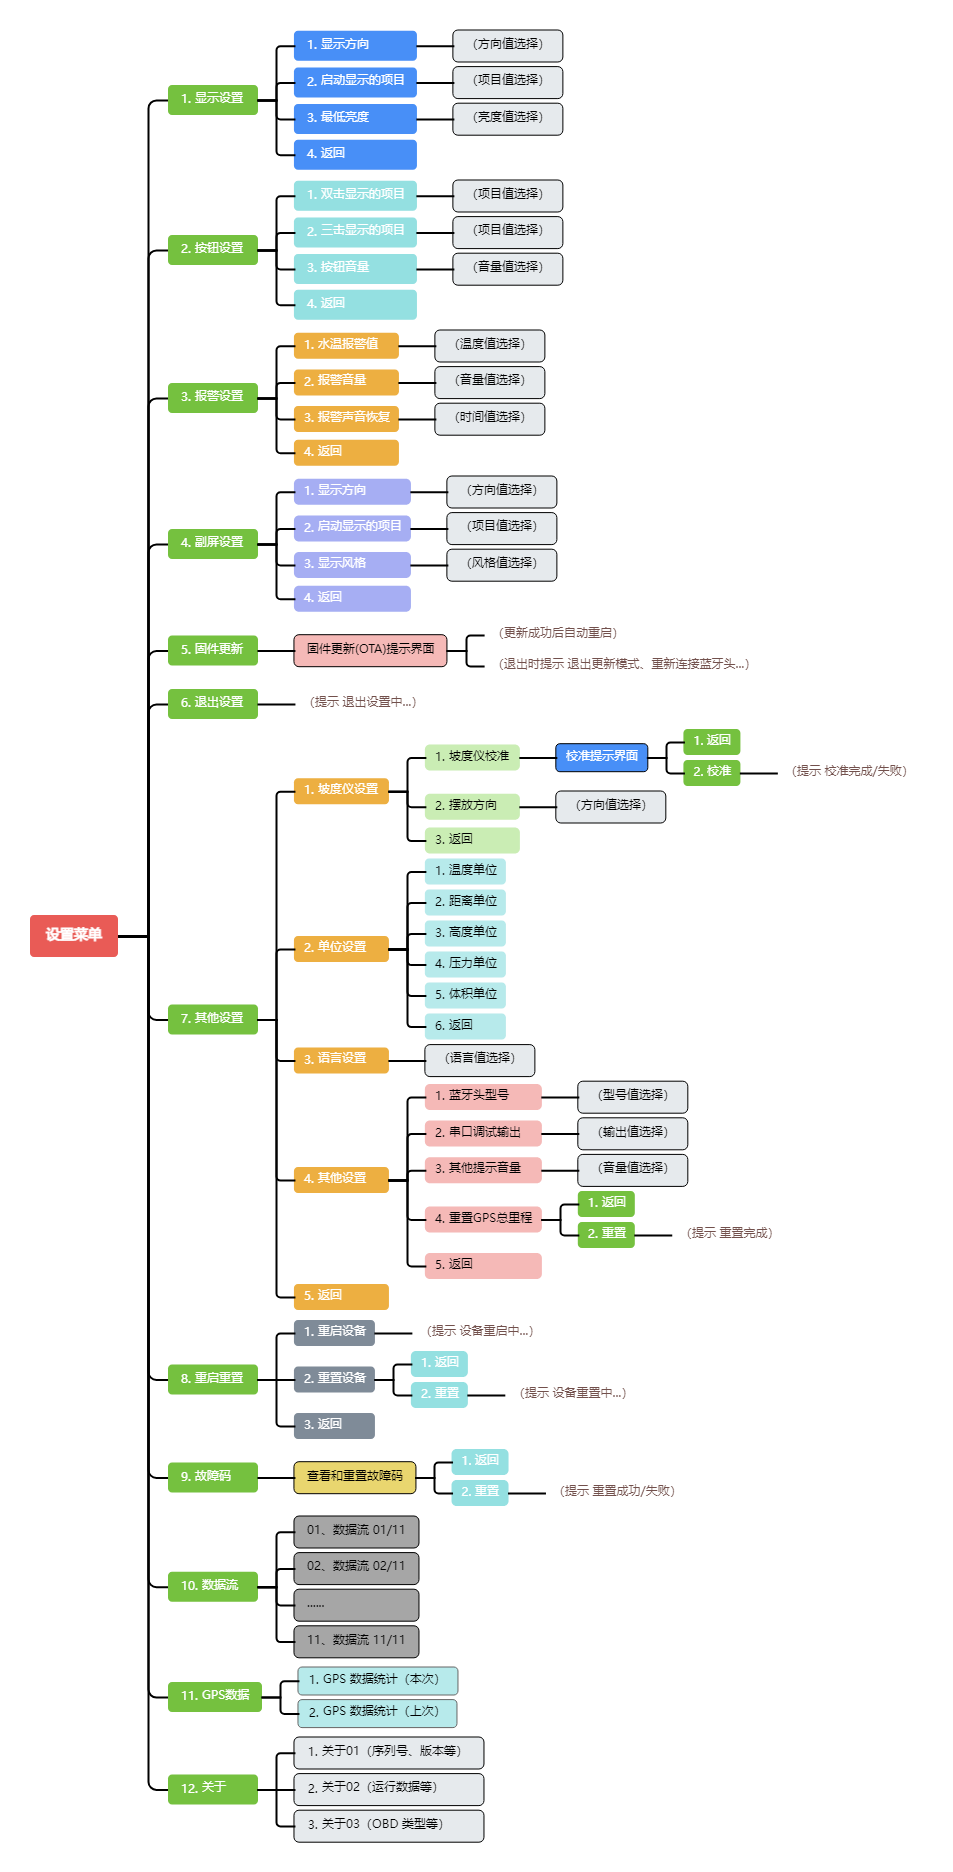 设置菜单
1. 显示设置
1. 显示方向
（方向值选择）
2. 启动显示的项目
（项目值选择）
3. 最低亮度
（亮度值选择）
4. 返回
2. 按钮设置
1. 双击显示的项目
（项目值选择）
2. 三击显示的项目
（项目值选择）
3. 按钮音量
（音量值选择）
4. 返回
3. 报警设置
1. 水温报警值
（温度值选择）
2. 报警音量
（音量值选择）
3. 报警声音恢复
（时间值选择）
4. 返回
4. 副屏设置
1. 显示方向
（方向值选择）
2. 启动显示的项目
（项目值选择）
3. 显示风格
（风格值选择）
4. 返回
5. 固件更新
固件更新(OTA)提示界面
（更新成功后自动重启）
（退出时提示 退出更新模式、重新连接蓝牙头...）
6. 退出设置
（提示 退出设置中...）
7. 其他设置
1. 坡度仪设置
1. 坡度仪校准
校准提示界面
1. 返回
2. 校准
（提示 校准完成/失败）
2. 摆放方向
（方向值选择）
3. 返回
2. 单位设置
1. 温度单位
2. 距离单位
3. 高度单位
4. 压力单位
5. 体积单位
6. 返回
3. 语言设置
（语言值选择）
4. 其他设置
1. 蓝牙头型号
（型号值选择）
2. 串口调试输出
（输出值选择）
3. 其他提示音量
（音量值选择）
4. 重置GPS总里程
1. 返回
2. 重置
（提示 重置完成）
5. 返回
5. 返回
8. 重启重置
1. 重启设备
（提示 设备重启中...）
2. 重置设备
1. 返回
2. 重置
（提示 设备重置中...）
3. 返回
9. 故障码
查看和重置故障码
1. 返回
2. 重置
（提示 重置成功/失败）
10. 数据流
01、数据流 01/11
02、数据流 02/11
......
11、数据流 11/11
11. GPS数据
1. GPS 数据统计（本次）
2. GPS 数据统计（上次）
12. 关于
1. 关于01（序列号、版本等）
2. 关于02（运行数据等）
3. 关于03（OBD 类型等）